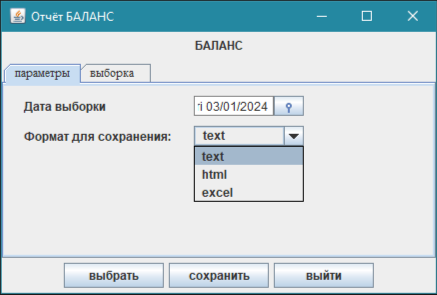 Отчёт БАЛАНС
БАЛАНС
параметры выборка
Дата выборки 03/01/2024
Формат для сохранения: text
text
html
excel
выбрать сохранить выйти